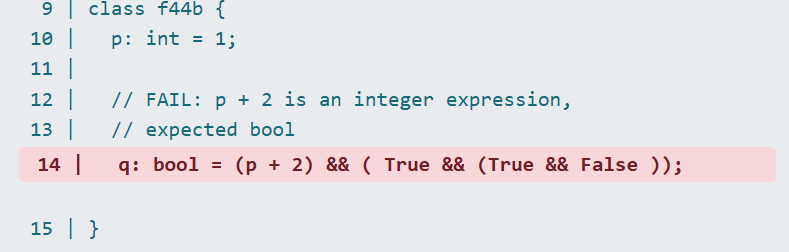 9 | class f44b {
10 |   p: int = 1;
11 |
12 |   // FAIL: p + 2 is an integer expression,
13 |   // expected bool
14 |   q: bool = (p + 2) && ( True && (True && False ));
15 | }